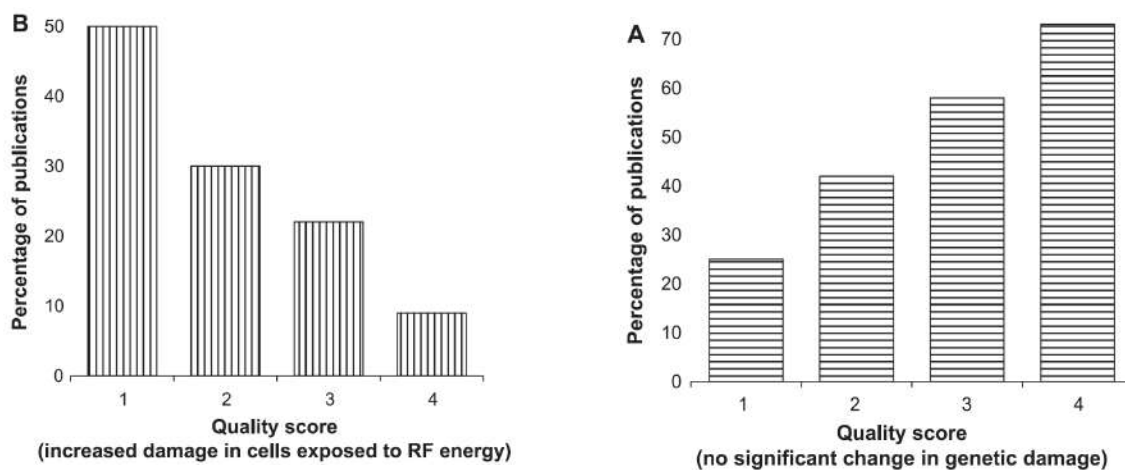 B
Percentage of publications
50
40
30
20
10
0
1 2 3 4
Quality score
(increased damage in cells exposed to RF energy)
A
Percentage of publications
70
60
50
40
30
20
10
0
1 2 3 4
Quality score
(no significant change in genetic damage)